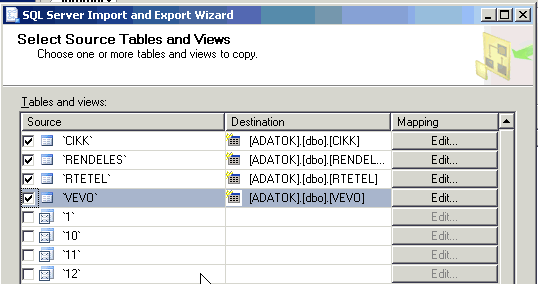 SQL Server Import and Export Wizard
Select Source Tables and Views
Choose one or more tables and views to copy.
Tables and views:
Source Destination Mapping
`CIKK` [ADATOK].[dbo].[CIKK] Edit...
`RENDELES` [ADATOK].[dbo].[RENDEL... Edit...
`RTETEL` [ADATOK].[dbo].[RTETEL] Edit...
`VEVO` [ADATOK].[dbo].[VEVO] Edit...
`1` Edit...
`10` Edit...
`11` Edit...
`12` Edit...